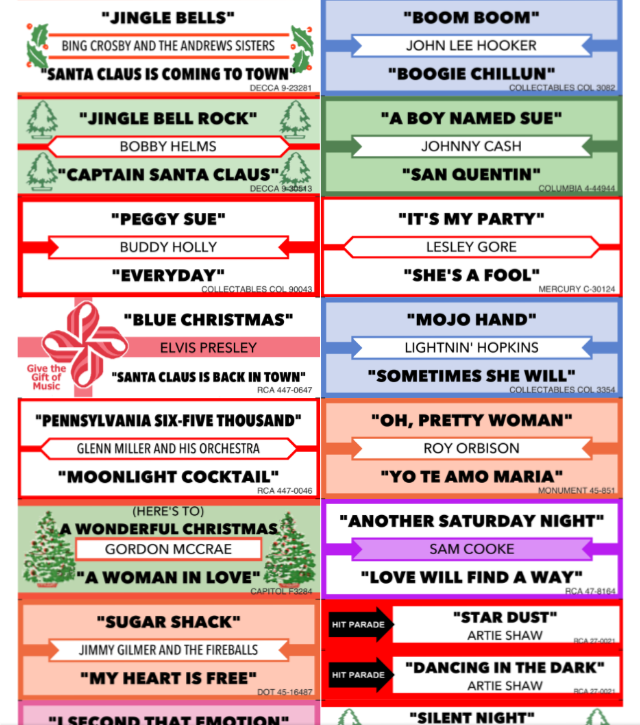 "JINGLE BELLS"
BING CROSBY AND THE ANDREWS SISTERS
"SANTA CLAUS IS COMING TO TOWN"
DECCA 9-23281
"JINGLE BELL ROCK"
BOBBY HELMS
"CAPTAIN SANTA CLAUS"
DECCA 9-30513
"PEGGY SUE"
BUDDY HOLLY
"EVERYDAY"
COLLECTABLES COL 90043
"BLUE CHRISTMAS"
ELVIS PRESLEY
Give the
Gift of
Music
"SANTA CLAUS IS BACK IN TOWN"
RCA 447-0647
"PENNSYLVANIA SIX-FIVE THOUSAND"
GLENN MILLER AND HIS ORCHESTRA
"MOONLIGHT COCKTAIL"
RCA 447-0046
(HERE'S TO)
A WONDERFUL CHRISTMAS
GORDON MCCRAE
"A WOMAN IN LOVE"
CAPITOL F3284
"SUGAR SHACK"
JIMMY GILMER AND THE FIREBALLS
"MY HEART IS FREE"
DOT 45-16487
"I SECOND THAT EMOTION"
"BOOM BOOM"
JOHN LEE HOOKER
"BOOGIE CHILLUN"
COLLECTABLES COL 3082
"A BOY NAMED SUE"
JOHNNY CASH
"SAN QUENTIN"
COLUMBIA 4-44944
"IT'S MY PARTY"
LESLEY GORE
"SHE'S A FOOL"
MERCURY C-30124
"MOJO HAND"
LIGHTNIN' HOPKINS
"SOMETIMES SHE WILL"
COLLECTABLES COL 3354
"OH, PRETTY WOMAN"
ROY ORBISON
"YO TE AMO MARIA"
MONUMENT 45-851
"ANOTHER SATURDAY NIGHT"
SAM COOKE
"LOVE WILL FIND A WAY"
RCA 47-8164
HIT PARADE
"STAR DUST"
ARTIE SHAW
RCA 27-0021
HIT PARADE
"DANCING IN THE DARK"
ARTIE SHAW
RCA 27-0021
"SILENT NIGHT"